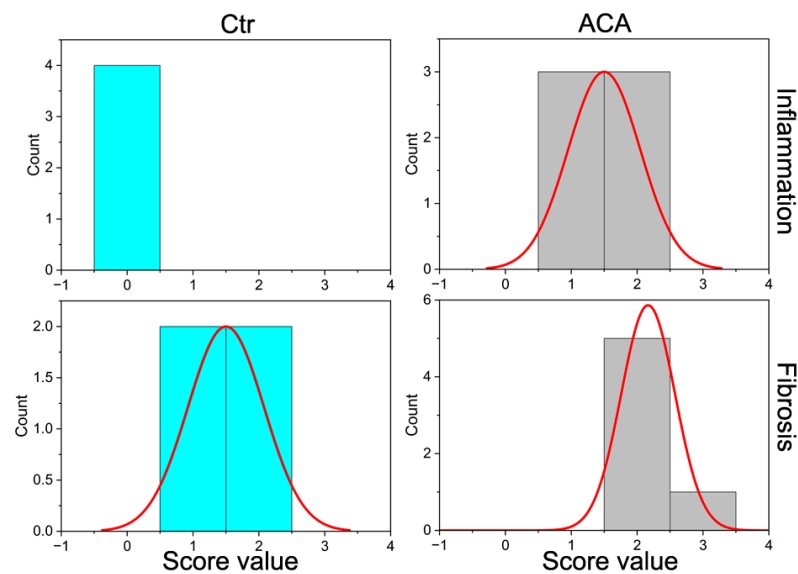 Ctr
ACA
Count
4
3
2
1
0
−1 0 1 2 3 4
Count
3
2
1
0
−1 0 1 2 3 4
Inflammation
Count
2.0
1.5
1.0
0.5
0.0
−1 0 1 2 3 4
Score value
Count
6
4
2
0
−1 0 1 2 3 4
Score value
Fibrosis